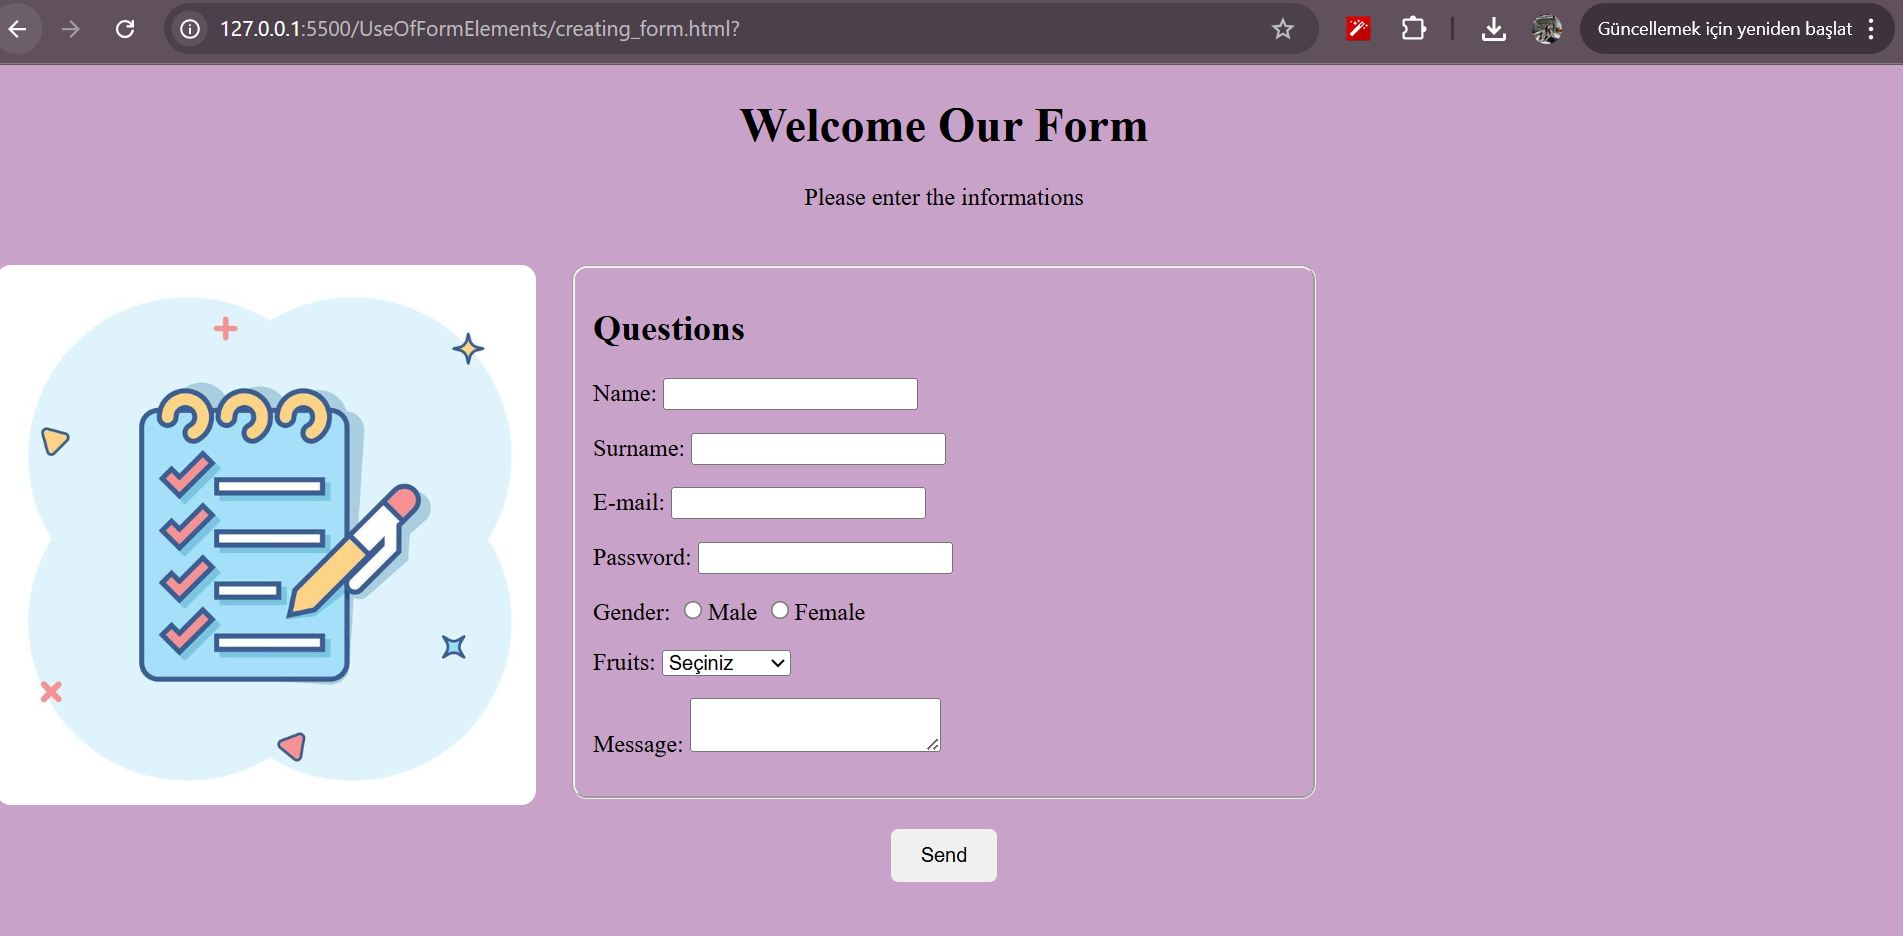 127.0.0.1:5500/UseOfFormElements/creating_form.html?
Güncellemek için yeniden başlat
Welcome Our Form
Please enter the informations
Questions
Name:
Surname:
E-mail:
Password:
Gender: Male Female
Fruits: Seçiniz
Message:
Send